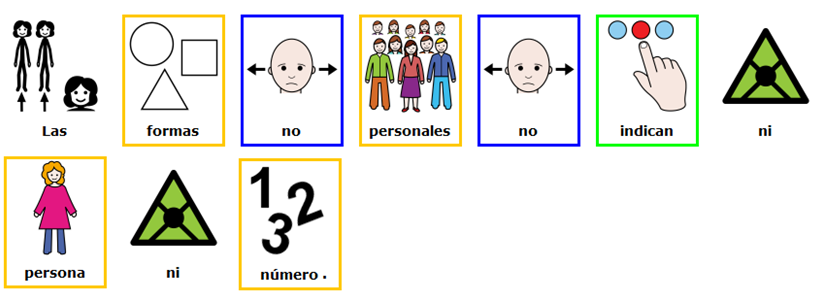 Las formas no personales no indican ni
persona ni número .